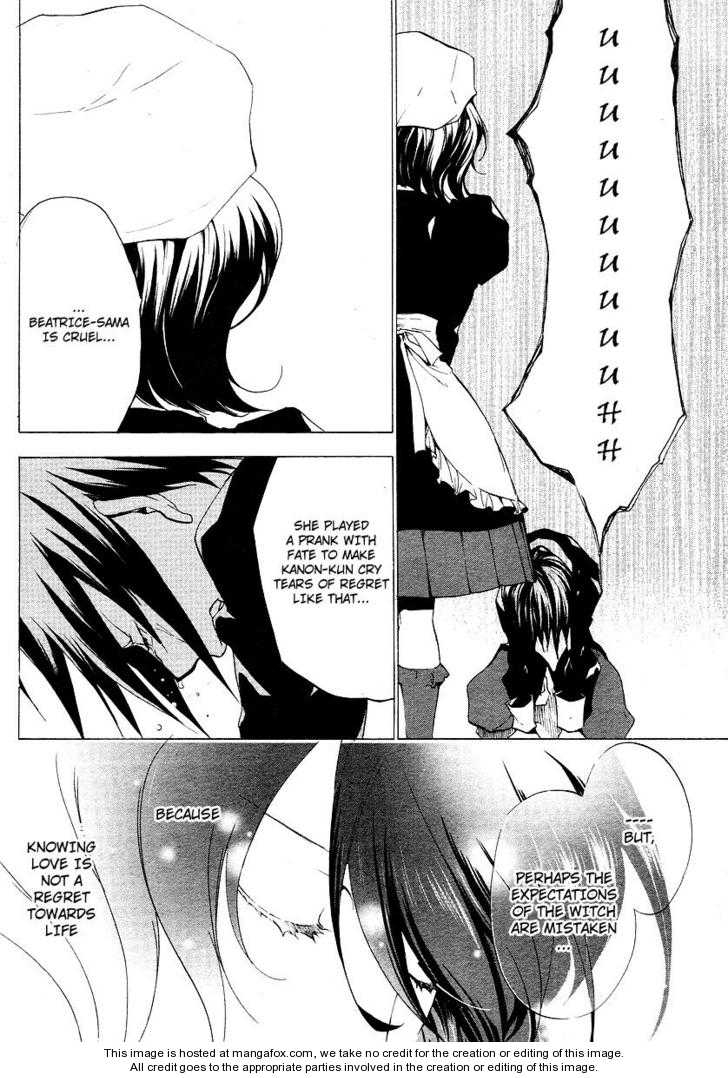 UUUUUUUUUUHH
...
BEATRICE-SAMA
IS CRUEL...
SHE PLAYED
A PRANK WITH
FATE TO MAKE
KANON-KUN CRY
TEARS OF REGRET
LIKE THAT...
----
BUT,
PERHAPS THE
EXPECTATIONS
OF THE WITCH
ARE MISTAKEN
...
BECAUSE
KNOWING
LOVE IS
NOT A
REGRET
TOWARDS
LIFE
This image is hosted at mangafox.com, we take no credit for the creation or editing of this image.
All credit goes to the appropriate parties involved in the creation or editing of this image.